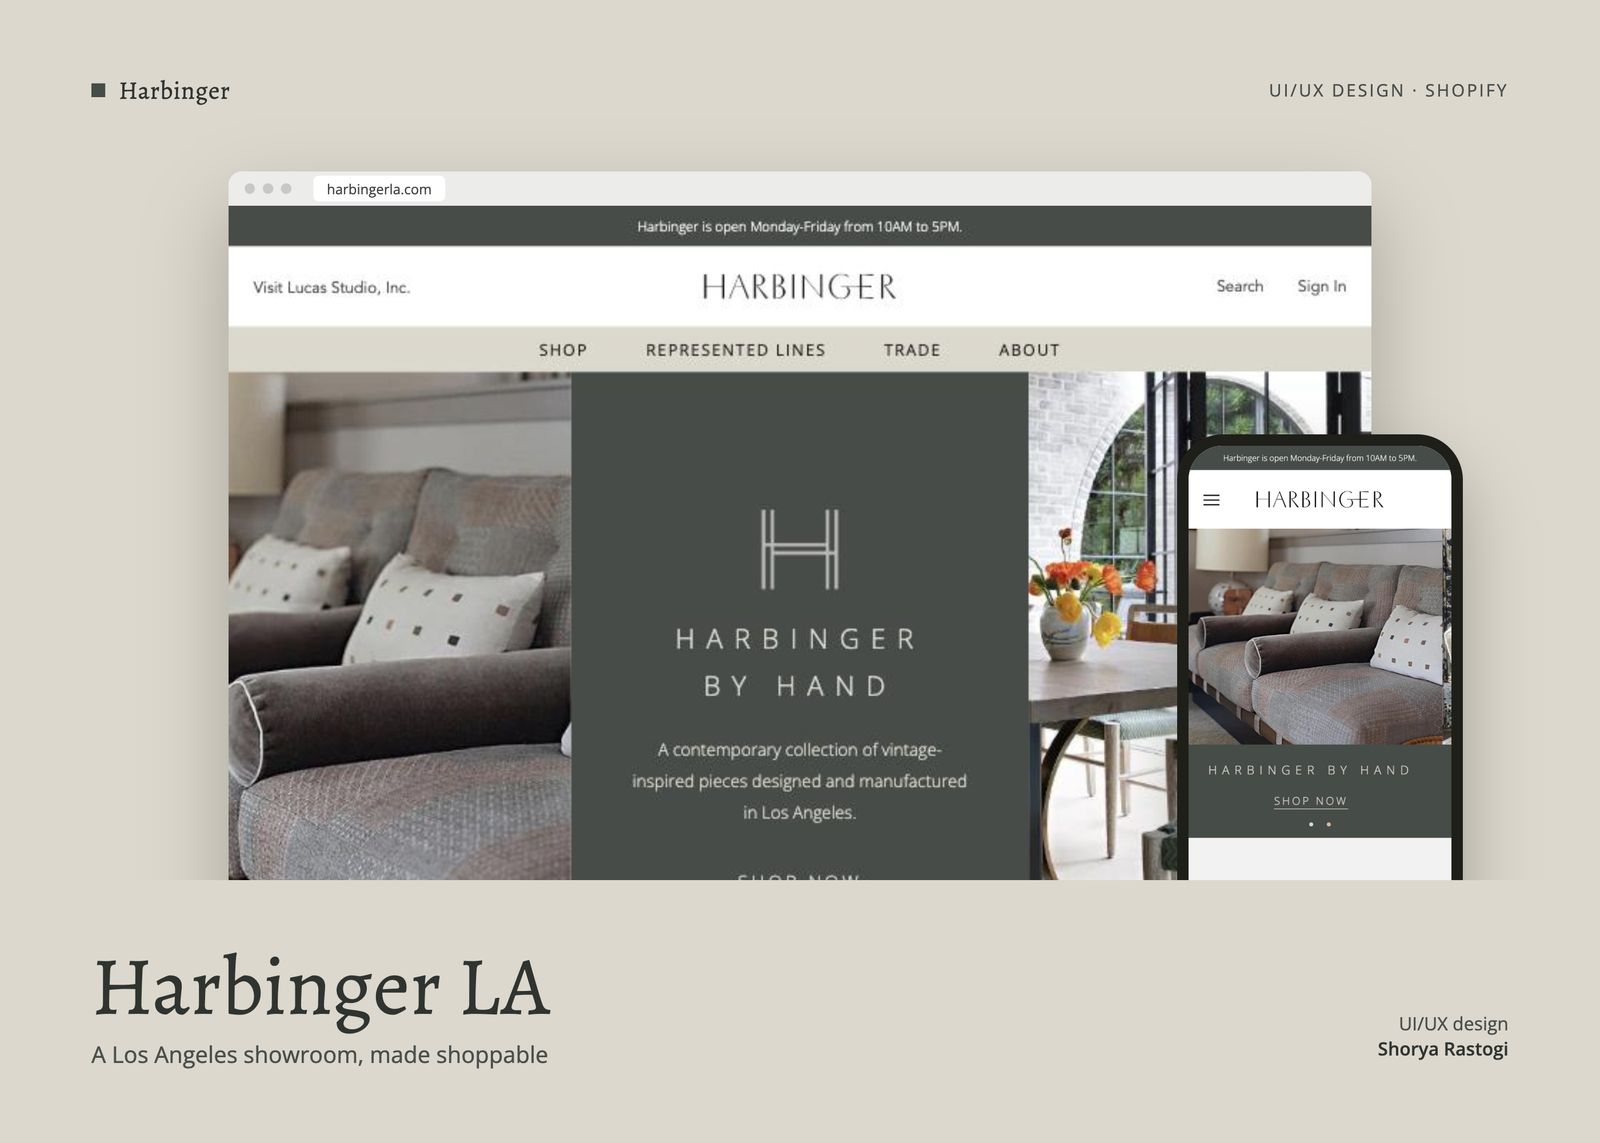 Harbinger
UI/UX DESIGN · SHOPIFY
harbingerla.com
Harbinger is open Monday-Friday from 10AM to 5PM.
Visit Lucas Studio, Inc.
HARBINGER
Search
Sign In
SHOP
REPRESENTED LINES
TRADE
ABOUT
H
HARBINGER
BY HAND
A contemporary collection of vintage-
inspired pieces designed and manufactured
in Los Angeles.
SHOP NOW
Harbinger is open Monday-Friday from 10AM to 5PM.
HARBINGER
HARBINGER BY HAND
SHOP NOW
Harbinger LA
A Los Angeles showroom, made shoppable
UI/UX design
Shorya Rastogi